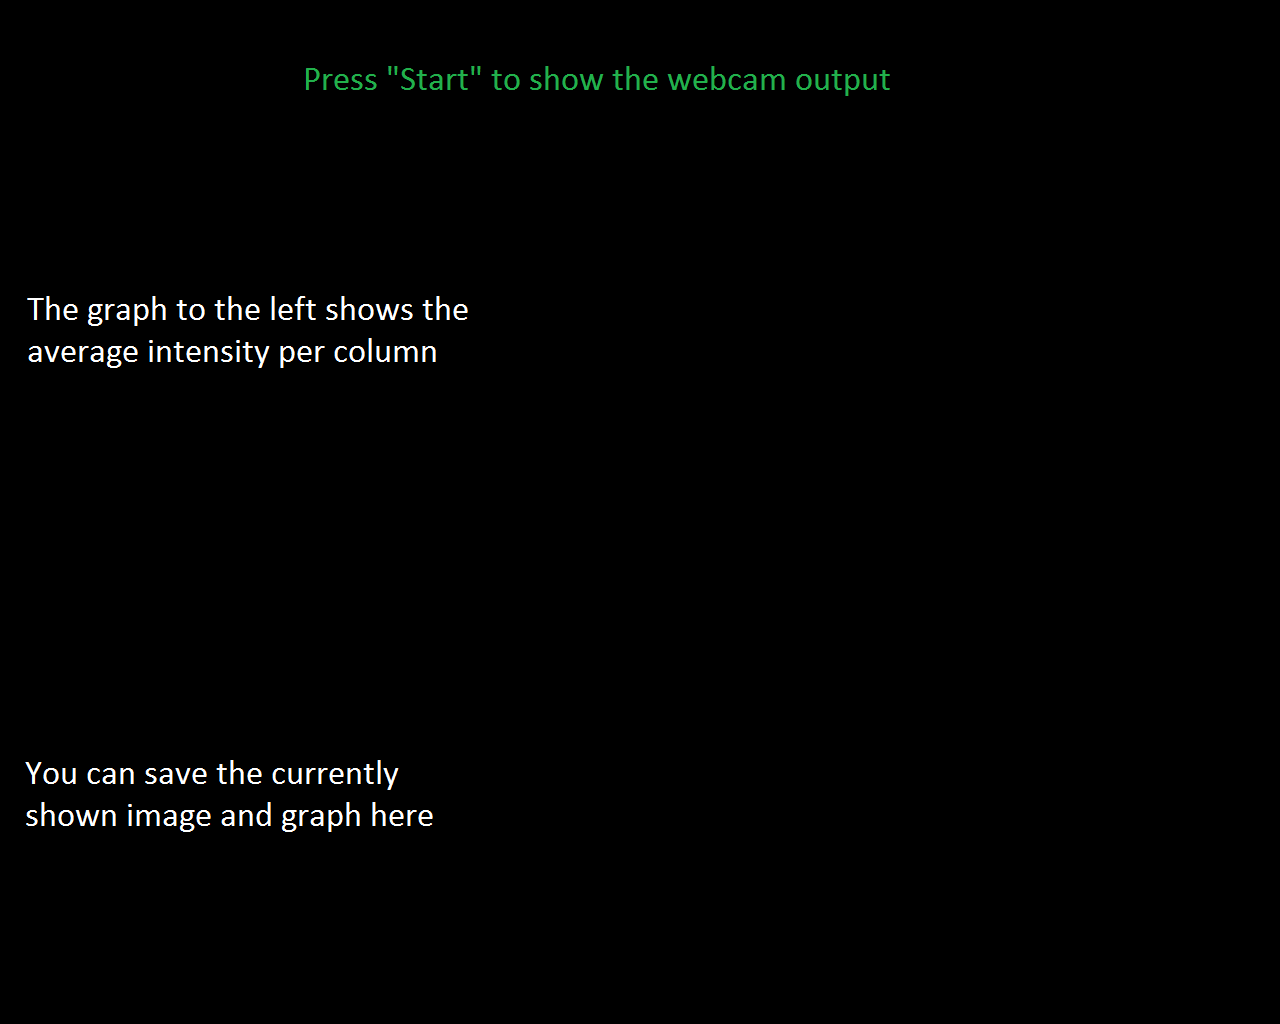 Press "Start" to show the webcam output
The graph to the left shows the
average intensity per column
You can save the currently
shown image and graph here